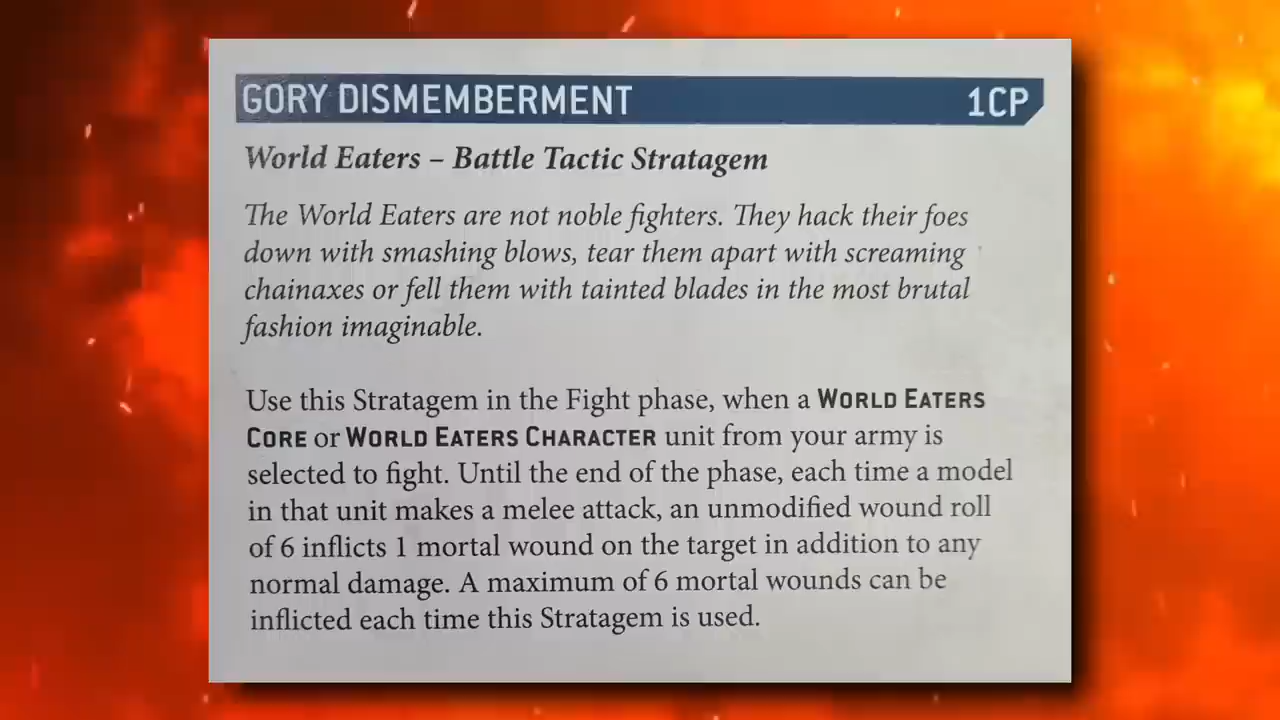 GORY DISMEMBERMENT 1CP
World Eaters – Battle Tactic Stratagem
The World Eaters are not noble fighters. They hack their foes
down with smashing blows, tear them apart with screaming
chainaxes or fell them with tainted blades in the most brutal
fashion imaginable.
Use this Stratagem in the Fight phase, when a WORLD EATERS
CORE or WORLD EATERS CHARACTER unit from your army is
selected to fight. Until the end of the phase, each time a model
in that unit makes a melee attack, an unmodified wound roll
of 6 inflicts 1 mortal wound on the target in addition to any
normal damage. A maximum of 6 mortal wounds can be
inflicted each time this Stratagem is used.